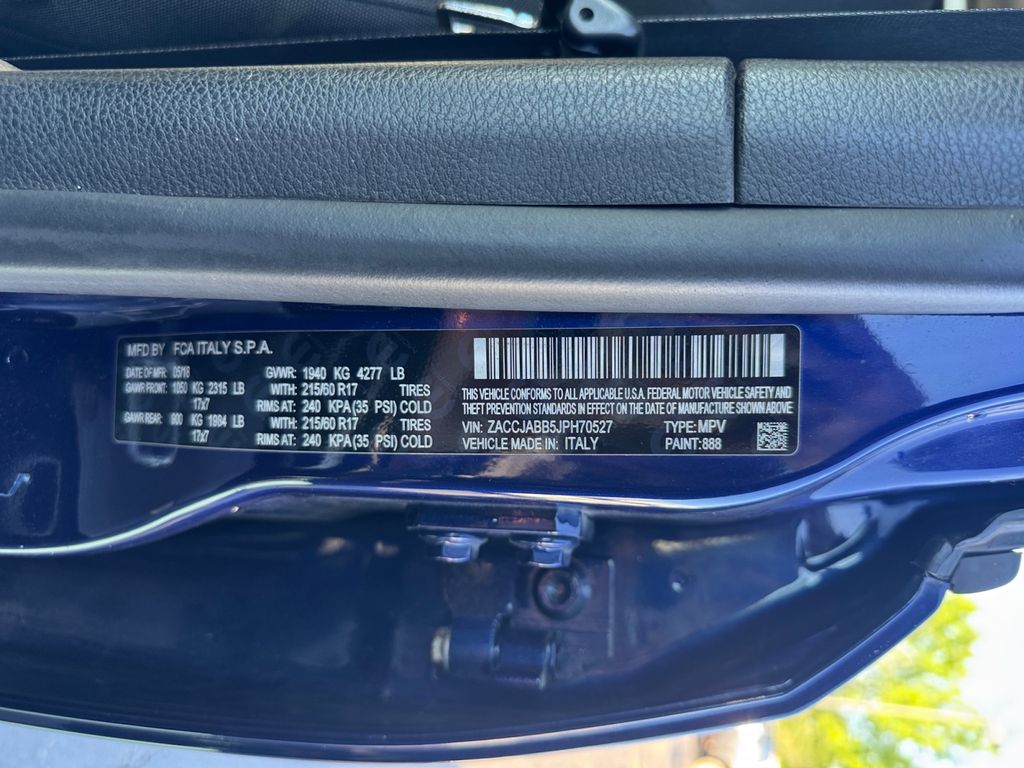 MFD BY FCA ITALY S.P.A.
DATE OF MFR: 05/18 GVWR: 1940 KG 4277 LB
GAWR FRONT: 1050 KG 2315 LB WITH: 215/60 R17 TIRES
17x7 RIMS AT: 240 KPA(35 PSI) COLD
GAWR REAR: 900 KG 1984 LB WITH: 215/60 R17 TIRES
17x7 RIMS AT: 240 KPA(35 PSI) COLD
THIS VEHICLE CONFORMS TO ALL APPLICABLE U.S.A. FEDERAL MOTOR VEHICLE SAFETY AND
THEFT PREVENTION STANDARDS IN EFFECT ON THE DATE OF MANUFACTURE SHOWN ABOVE
VIN: ZACCJABB5JPH70527 TYPE: MPV
VEHICLE MADE IN: ITALY PAINT: 888